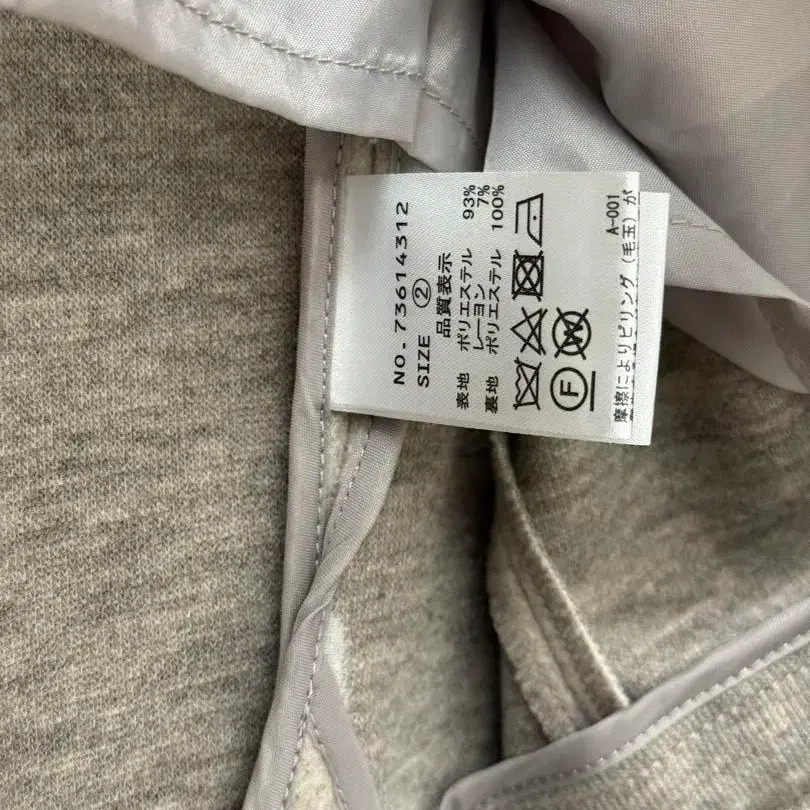 NO. 73614312
SIZE ②
品質表示
表地 ポリエステル 93%
レーヨン 7%
裏地 ポリエステル 100%
F W
A-001
摩擦によりピリング(毛玉)が